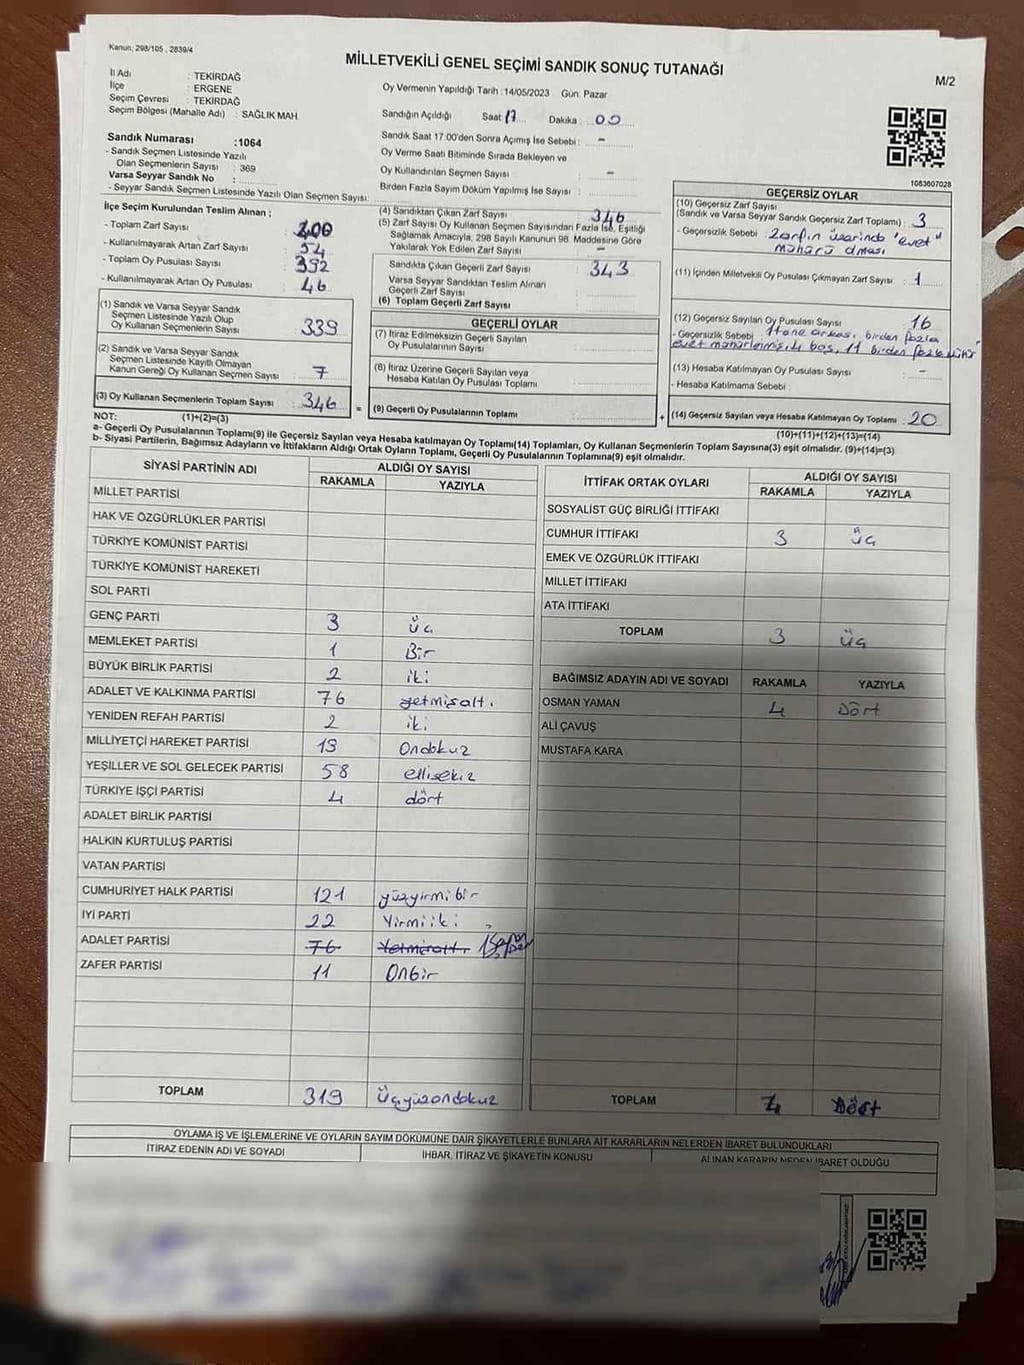 Kanun; 298/105 , 2839/4
MİLLETVEKİLİ GENEL SEÇİMİ SANDIK SONUÇ TUTANAĞI
M/2
İl Adı : TEKİRDAĞ
İlçe : ERGENE
Seçim Çevresi : TEKİRDAĞ
Seçim Bölgesi (Mahalle Adı) : SAĞLIK MAH.
Oy Vermenin Yapıldığı Tarih : 14/05/2023 Gün: Pazar
Sandığın Açıldığı Saat: 17 Dakika : 00
Sandık Saat 17.00'den Sonra Açımış İse Sebebi : -
Oy Verme Saati Bitiminde Sırada Bekleyen ve
Oy Kullandırılan Seçmen Sayısı : -
Birden Fazla Sayım Döküm Yapılmış İse Sayısı :
Sandık Numarası :1064
- Sandık Seçmen Listesinde Yazılı
Olan Seçmenlerin Sayısı : 369
Varsa Seyyar Sandık No :
- Seyyar Sandık Seçmen Listesinde Yazılı Olan Seçmen Sayısı:
1083607028
İlçe Seçim Kurulundan Teslim Alınan ;
- Toplam Zarf Sayısı : 400
- Kullanılmayarak Artan Zarf Sayısı : 54
- Toplam Oy Pusulası Sayısı : 392
- Kullanılmayarak Artan Oy Pusulası : 46
(1) Sandık ve Varsa Seyyar Sandık
Seçmen Listesinde Yazılı Olup
Oy Kullanan Seçmenlerin Sayısı : 339
(2) Sandık ve Varsa Seyyar Sandık
Seçmen Listesinde Kayıtlı Olmayan
Kanun Gereği Oy Kullanan Seçmen Sayısı : 7
(3) Oy Kullanan Seçmenlerin Toplam Sayısı : 346
(4) Sandıktan Çıkan Zarf Sayısı : 346
(5) Zarf Sayısı Oy Kullanan Seçmen Sayısından Fazla İse, Eşitliği
Sağlamak Amacıyla, 298 Sayılı Kanunun 98. Maddesine Göre
Yakılarak Yok Edilen Zarf Sayısı : -
Sandıkta Çıkan Geçerli Zarf Sayısı : 343
Varsa Seyyar Sandıktan Teslim Alınan
Geçerli Zarf Sayısı :
(6) Toplam Geçerli Zarf Sayısı :
GEÇERLİ OYLAR
(7) İtiraz Edilmeksizin Geçerli Sayılan
Oy Pusulalarının Sayısı :
(8) İtiraz Üzerine Geçerli Sayılan veya
Hesaba Katılan Oy Pusulası Toplamı :
= (9) Geçerli Oy Pusulalarının Toplamı :
GEÇERSİZ OYLAR
(10) Geçersiz Zarf Sayısı
(Sandık ve Varsa Seyyar Sandık Geçersiz Zarf Toplamı) : 3
- Geçersizlik Sebebi : Zarfın üzerinde "evet"
mührü olması
(11) İçinden Milletvekili Oy Pusulası Çıkmayan Zarf Sayısı : 1
(12) Geçersiz Sayılan Oy Pusulası Sayısı : 16
- Geçersizlik Sebebi : 1 tane arkası, birden fazla
evet mühürlenmiş, 4 boş, 11 birden fazla
(13) Hesaba Katılmayan Oy Pusulası Sayısı : -
- Hesaba Katılmama Sebebi :
+ (14) Geçersiz Sayılan veya Hesaba Katılmayan Oy Toplamı : 20
NOT: (1)+(2)=(3)
(10)+(11)+(12)+(13)=(14)
a- Geçerli Oy Pusulalarının Toplamı(9) ile Geçersiz Sayılan veya Hesaba katılmayan Oy Toplamı(14) Toplamları, Oy Kullanan Seçmenlerin Toplam Sayısına(3) eşit olmalıdır. (9)+(14)=(3)
b- Siyasi Partilerin, Bağımsız Adayların ve İttifakların Aldığı Ortak Oyların Toplamı, Geçerli Oy Pusulalarının Toplamına(9) eşit olmalıdır.
SİYASİ PARTİNİN ADI ALDIĞI OY SAYISI
RAKAMLA YAZIYLA
MİLLET PARTİSİ
HAK VE ÖZGÜRLÜKLER PARTİSİ
TÜRKİYE KOMÜNİST PARTİSİ
TÜRKİYE KOMÜNİST HAREKETİ
SOL PARTİ
GENÇ PARTİ 3 üç
MEMLEKET PARTİSİ 1 Bir
BÜYÜK BİRLİK PARTİSİ 2 iki
ADALET VE KALKINMA PARTİSİ 76 yetmişaltı
YENİDEN REFAH PARTİSİ 2 iki
MİLLİYETÇİ HAREKET PARTİSİ 19 Ondokuz
YEŞİLLER VE SOL GELECEK PARTİSİ 58 ellisekiz
TÜRKİYE İŞÇİ PARTİSİ 4 dört
ADALET BİRLİK PARTİSİ
HALKIN KURTULUŞ PARTİSİ
VATAN PARTİSİ
CUMHURİYET HALK PARTİSİ 121 yüzyirmibir
İYİ PARTİ 22 Yirmiiki
ADALET PARTİSİ 76 Yetmişaltı
ZAFER PARTİSİ 11 Onbir
TOPLAM 319 Üçyüzondokuz
İTTİFAK ORTAK OYLARI ALDIĞI OY SAYISI
RAKAMLA YAZIYLA
SOSYALİST GÜÇ BİRLİĞİ İTTİFAKI
CUMHUR İTTİFAKI 3 üç
EMEK VE ÖZGÜRLÜK İTTİFAKI
MİLLET İTTİFAKI
ATA İTTİFAKI
TOPLAM 3 üç
BAĞIMSIZ ADAYIN ADI VE SOYADI RAKAMLA YAZIYLA
OSMAN YAMAN 4 Dört
ALİ ÇAVUŞ
MUSTAFA KARA
TOPLAM 4 Dört
OYLAMA İŞ VE İŞLEMLERİNE VE OYLARIN SAYIM DÖKÜMÜNE DAİR ŞİKAYETLERLE BUNLARA AİT KARARLARIN NELERDEN İBARET BULUNDUKLARI
İTİRAZ EDENİN ADI VE SOYADI İHBAR, İTİRAZ VE ŞİKAYETİN KONUSU ALINAN KARARIN NEDEN İBARET OLDUĞU